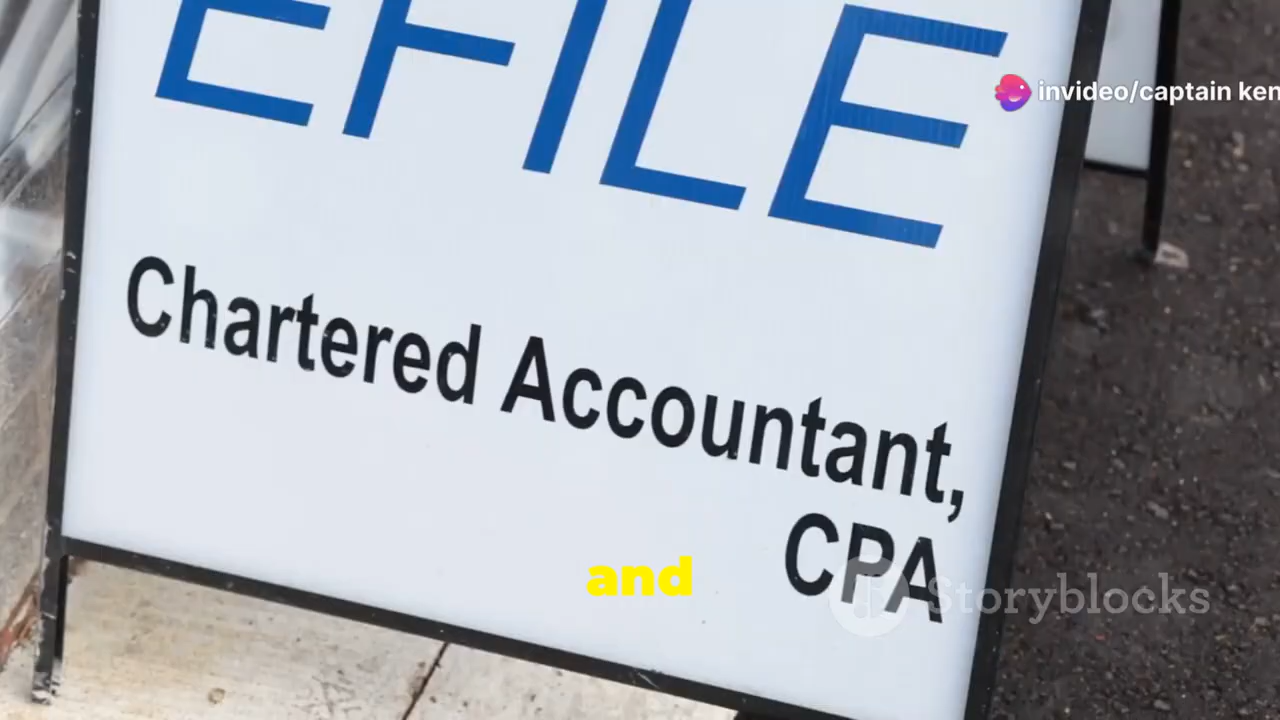 EFILE
invideo/captain ken
Chartered Accountant,
CPA
and
Storyblocks